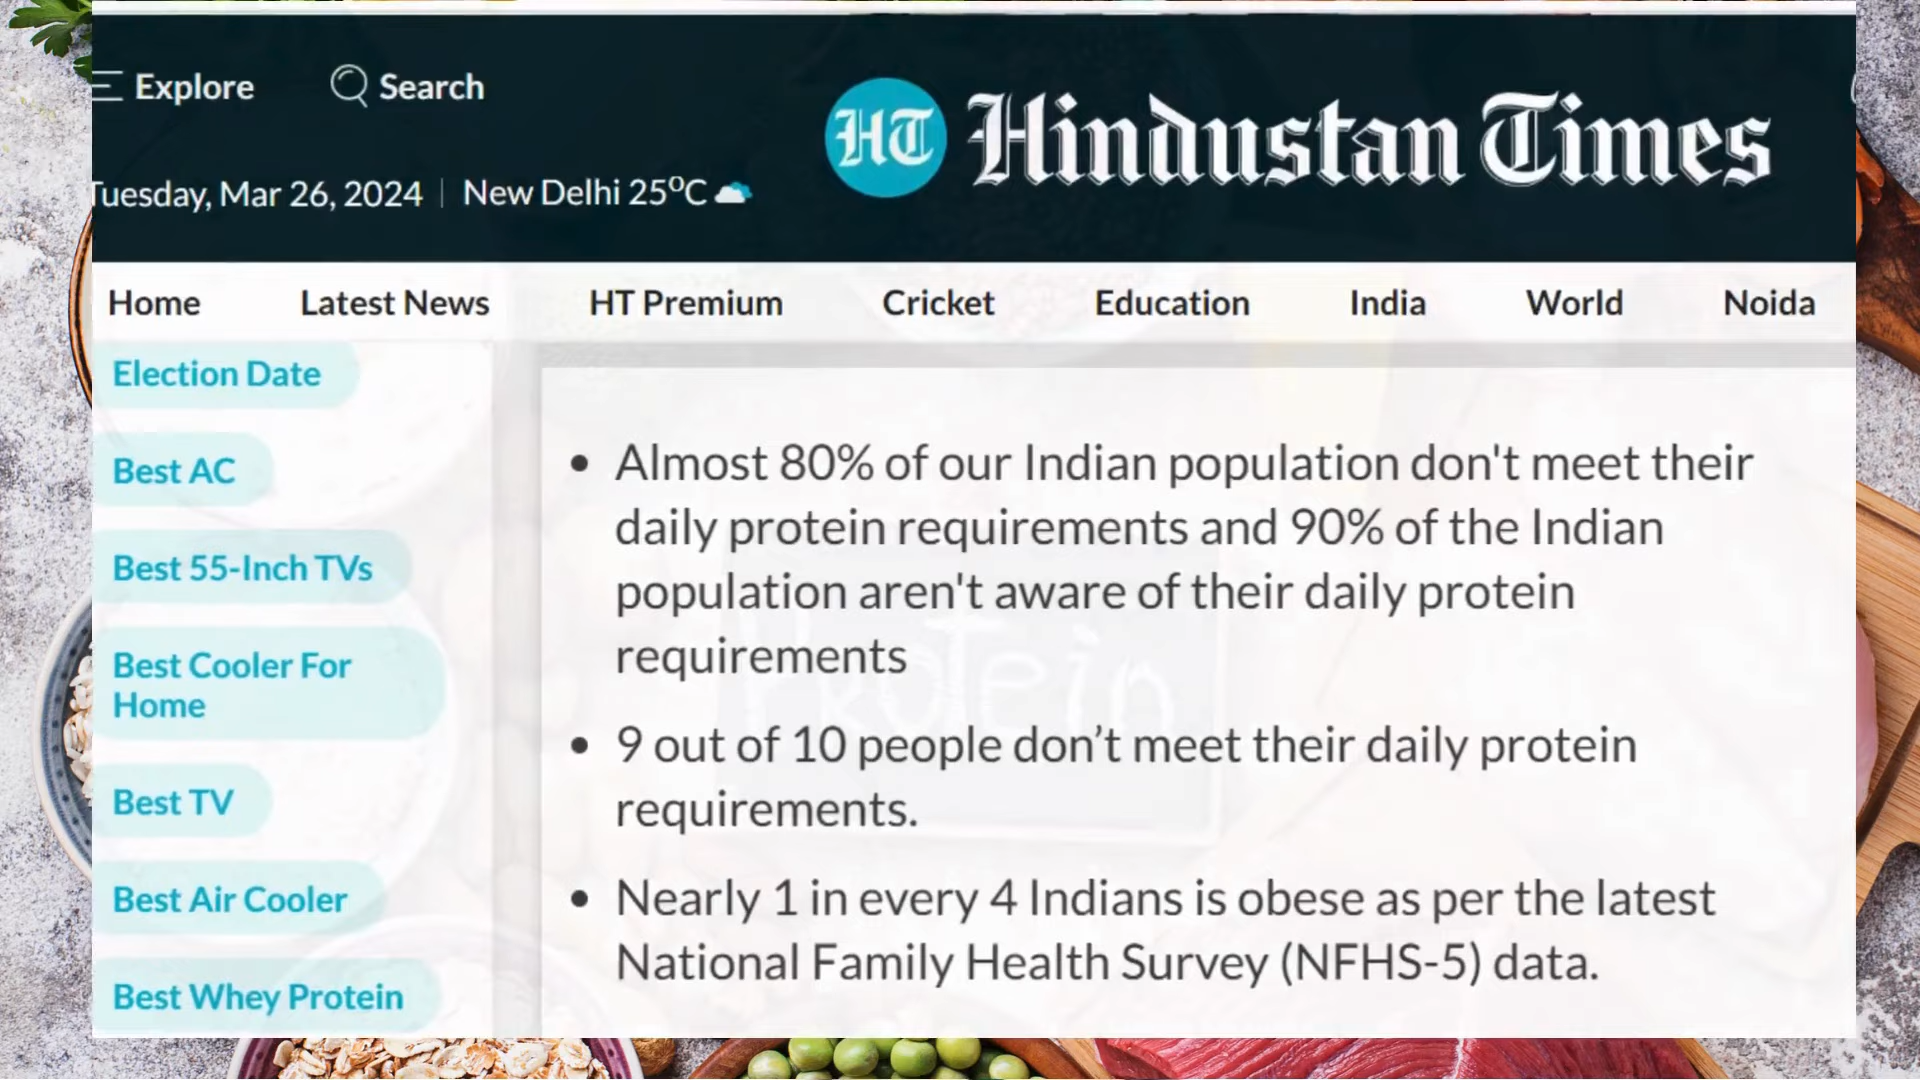 Explore
Search
HT Hindustan Times
Tuesday, Mar 26, 2024 | New Delhi 25°C
Home Latest News HT Premium Cricket Education India World Noida
Election Date
Best AC
Best 55-Inch TVs
Best Cooler For
Home
Best TV
Best Air Cooler
Best Whey Protein
• Almost 80% of our Indian population don't meet their
daily protein requirements and 90% of the Indian
population aren't aware of their daily protein
requirements
• 9 out of 10 people don’t meet their daily protein
requirements.
• Nearly 1 in every 4 Indians is obese as per the latest
National Family Health Survey (NFHS-5) data.
Protein